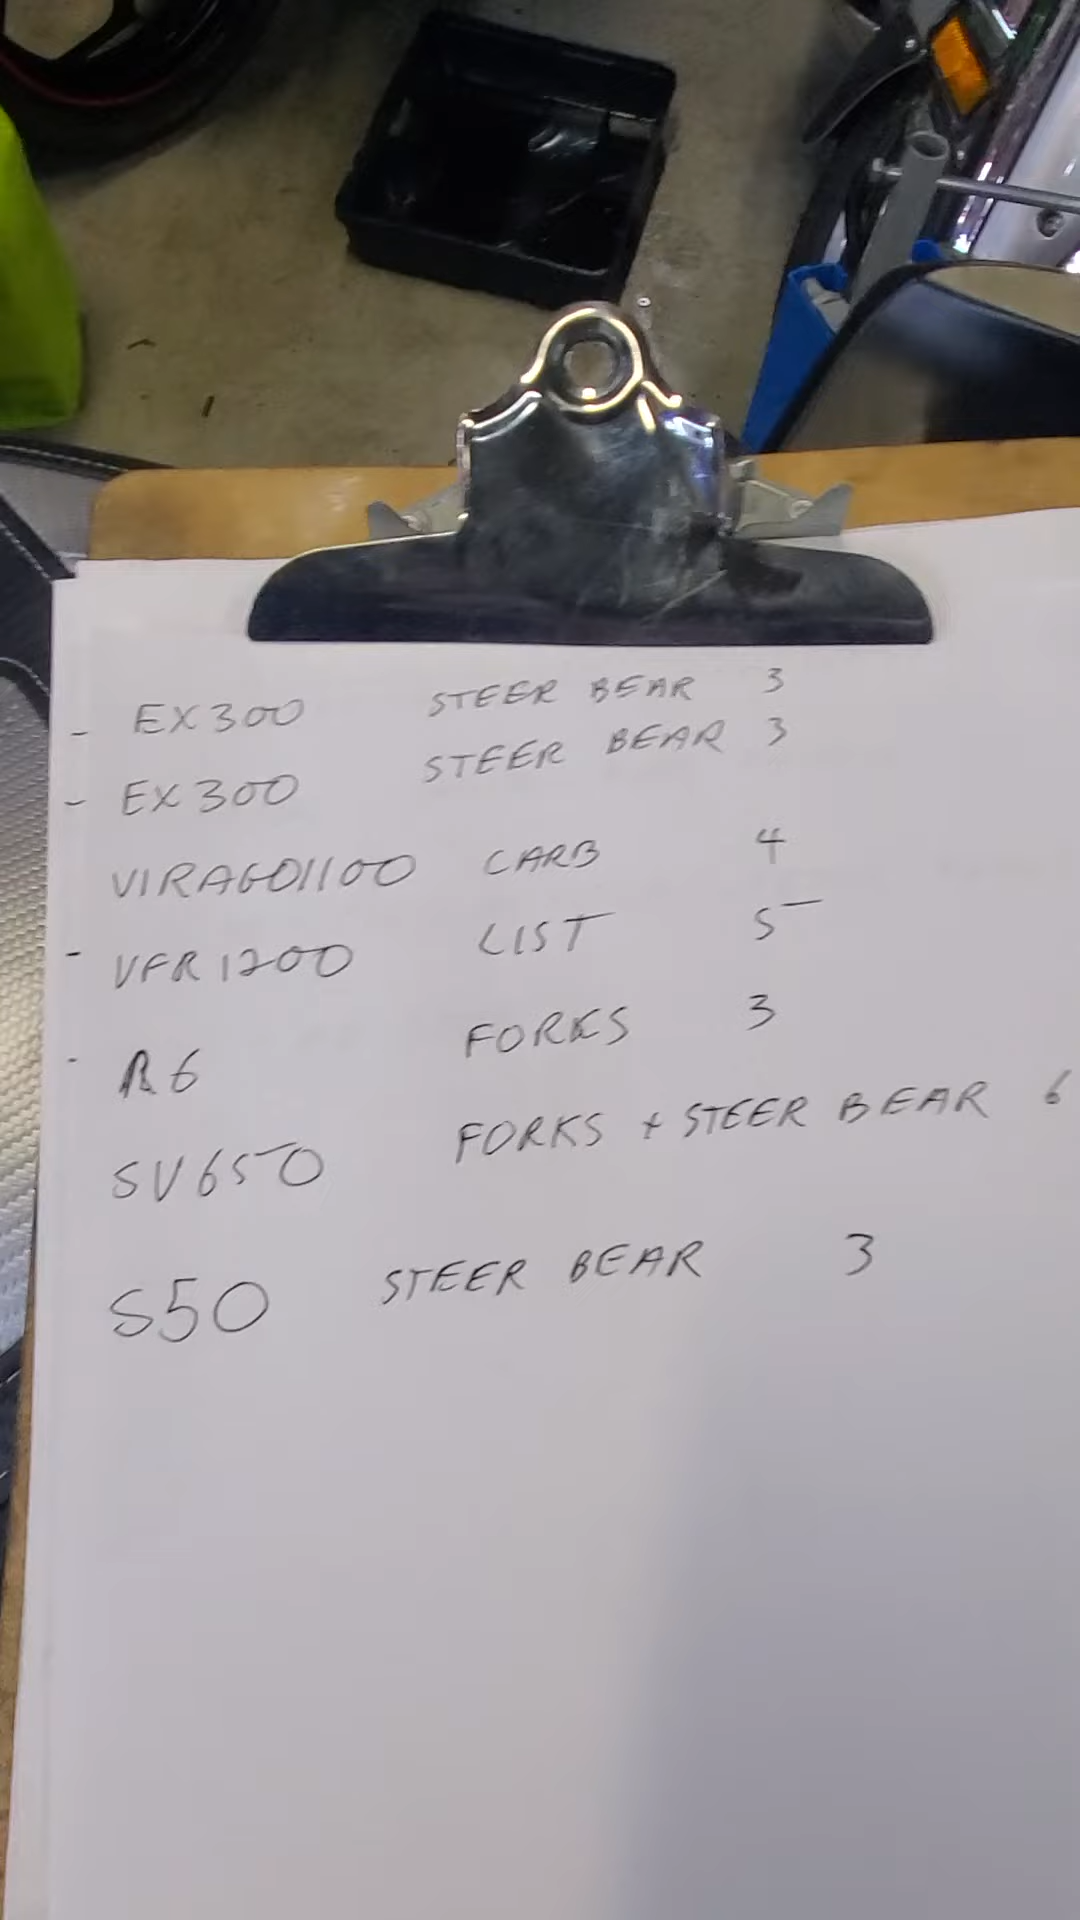 - EX300 STEER BEAR 3
- EX300 STEER BEAR 3
VIRAGO1100 CARB 4
- VFR1200 LIST 5
- R6 FORKS 3
SV650 FORKS + STEER BEAR 6
S50 STEER BEAR 3